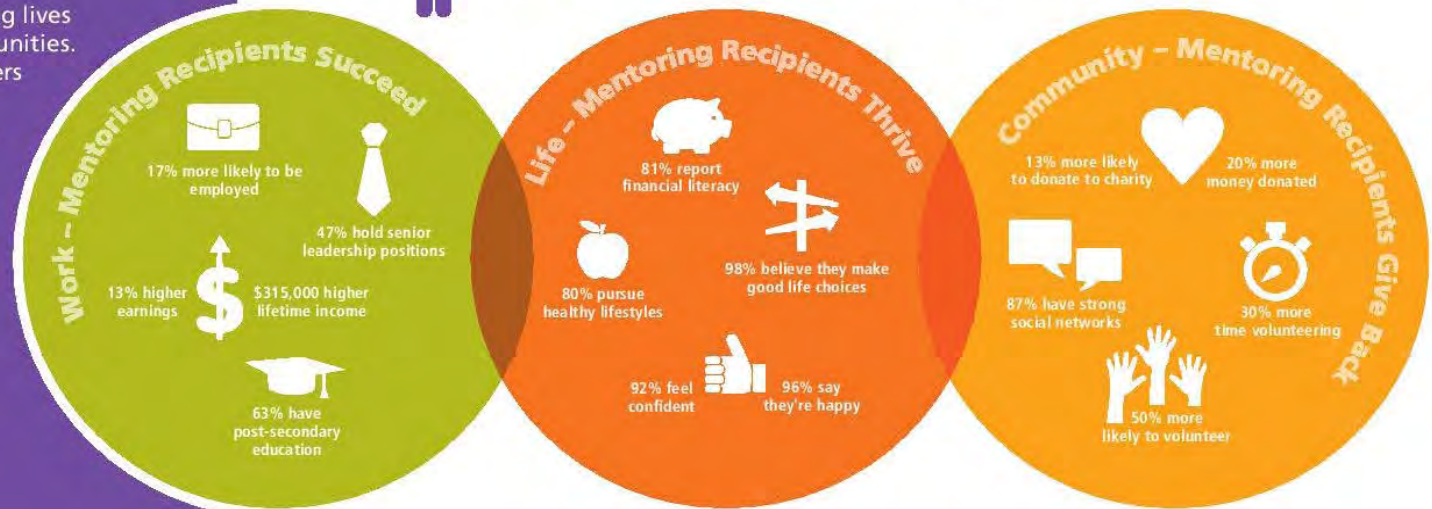 g lives
unities.
ers
Work – Mentoring Recipients Succeed
17% more likely to be
employed
47% hold senior
leadership positions
13% higher
earnings
$315,000 higher
lifetime income
63% have
post-secondary
education
Life – Mentoring Recipients Thrive
81% report
financial literacy
80% pursue
healthy lifestyles
98% believe they make
good life choices
92% feel
confident
96% say
they're happy
Community – Mentoring Recipients Give Back
13% more likely
to donate to charity
20% more
money donated
87% have strong
social networks
30% more
time volunteering
50% more
likely to volunteer